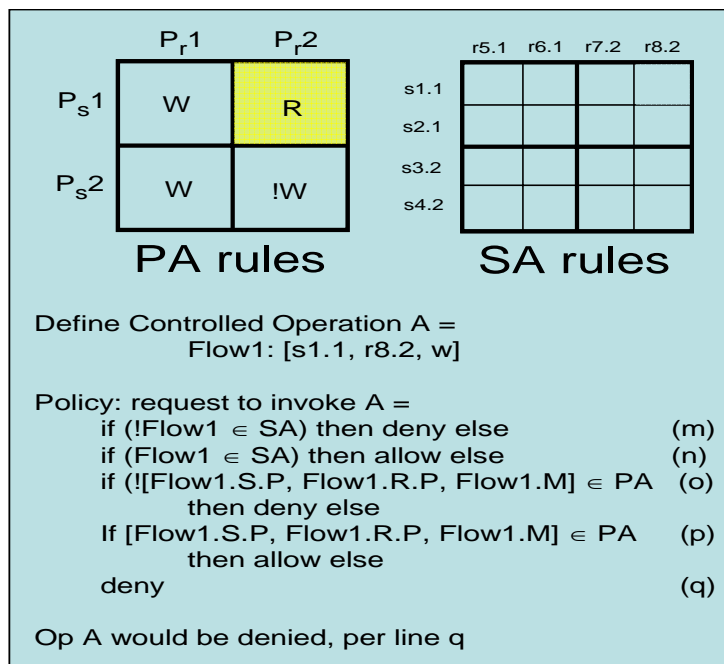 Pr1 Pr2
r5.1 r6.1 r7.2 r8.2
Ps1 W R
s1.1
s2.1
Ps2 W !W
s3.2
s4.2
PA rules SA rules
Define Controlled Operation A =
Flow1: [s1.1, r8.2, w]
Policy: request to invoke A =
if (!Flow1 ∈ SA) then deny else (m)
if (Flow1 ∈ SA) then allow else (n)
if (![Flow1.S.P, Flow1.R.P, Flow1.M] ∈ PA (o)
then deny else
If [Flow1.S.P, Flow1.R.P, Flow1.M] ∈ PA (p)
then allow else
deny (q)
Op A would be denied, per line q